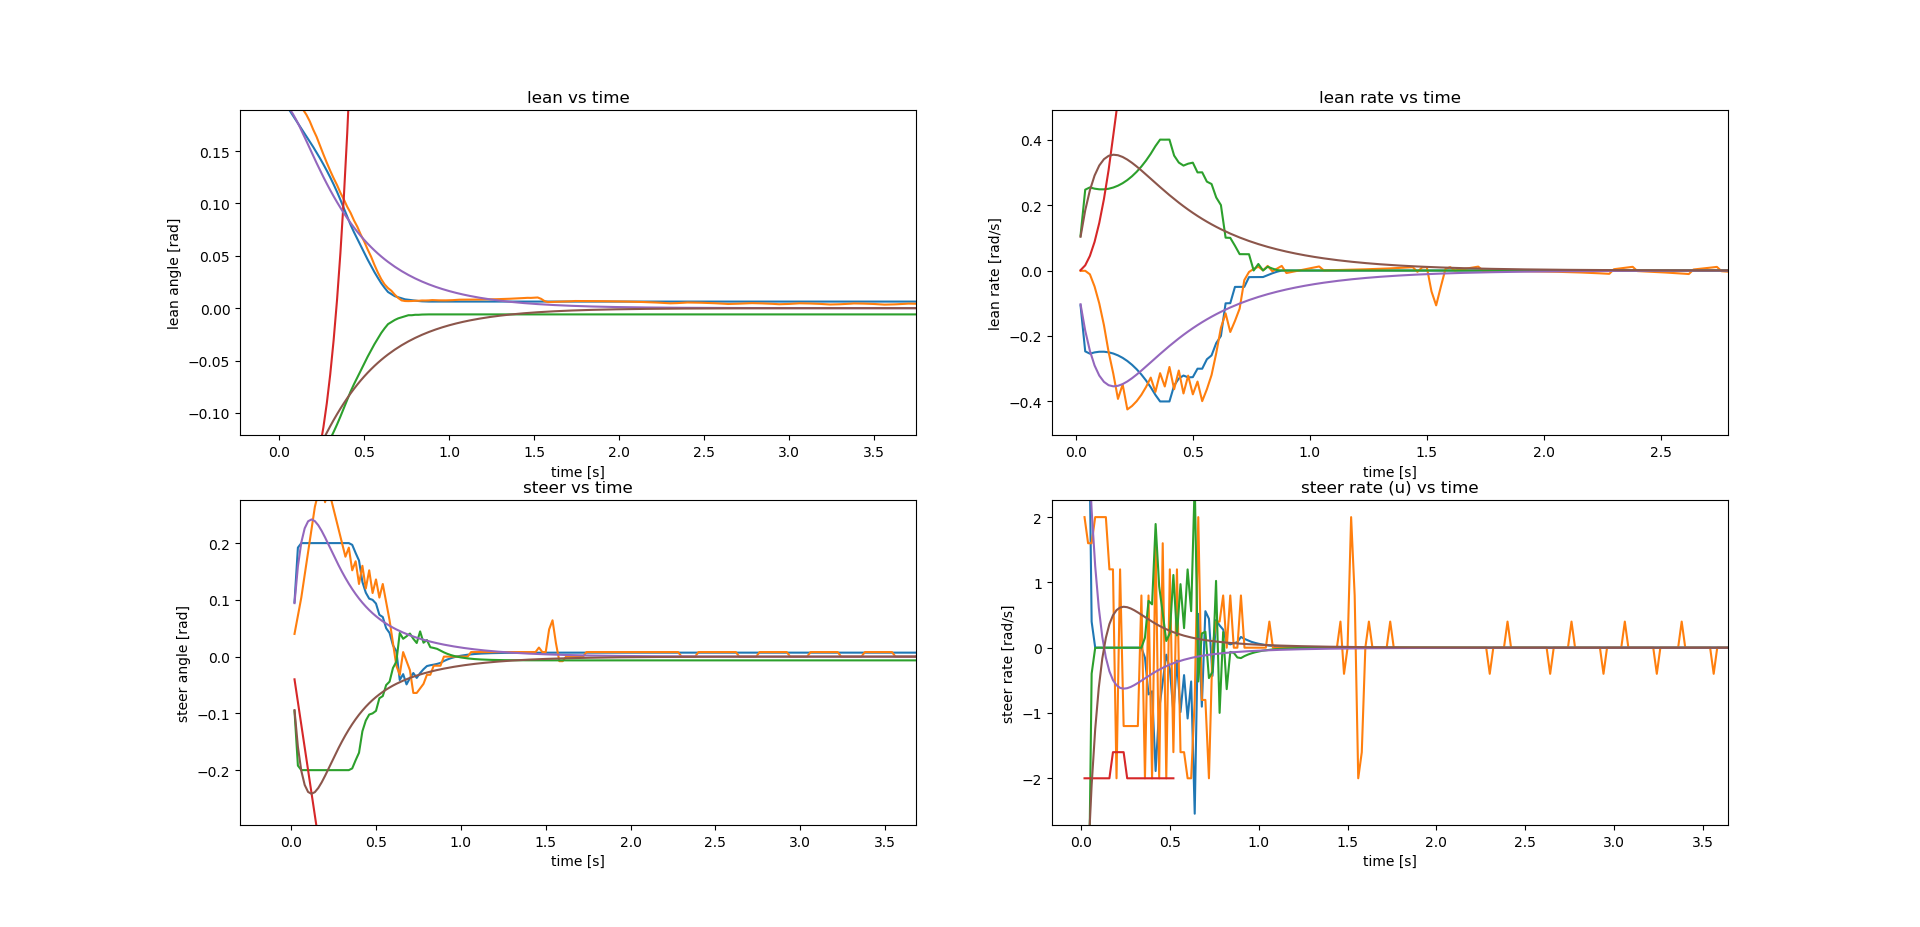 lean vs time
lean angle [rad]
0.15
0.10
0.05
0.00
−0.05
−0.10
0.0 0.5 1.0 1.5 2.0 2.5 3.0 3.5
time [s]
lean rate vs time
lean rate [rad/s]
0.4
0.2
0.0
−0.2
−0.4
0.0 0.5 1.0 1.5 2.0 2.5
time [s]
steer vs time
steer angle [rad]
0.2
0.1
0.0
−0.1
−0.2
0.0 0.5 1.0 1.5 2.0 2.5 3.0 3.5
time [s]
steer rate (u) vs time
steer rate [rad/s]
2
1
0
−1
−2
0.0 0.5 1.0 1.5 2.0 2.5 3.0 3.5
time [s]